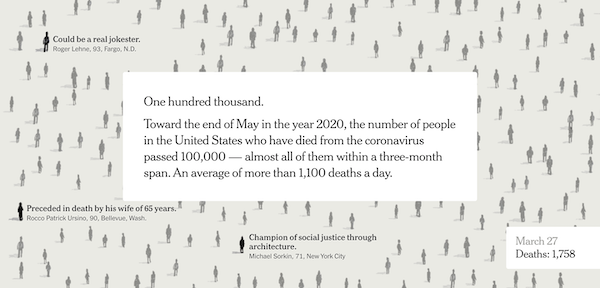 Could be a real jokester.
Roger Lehne, 93, Fargo, N.D.
One hundred thousand.
Toward the end of May in the year 2020, the number of people
in the United States who have died from the coronavirus
passed 100,000 — almost all of them within a three-month
span. An average of more than 1,100 deaths a day.
Preceded in death by his wife of 65 years.
Rocco Patrick Ursino, 90, Bellevue, Wash.
Champion of social justice through
architecture.
Michael Sorkin, 71, New York City
March 27
Deaths: 1,758